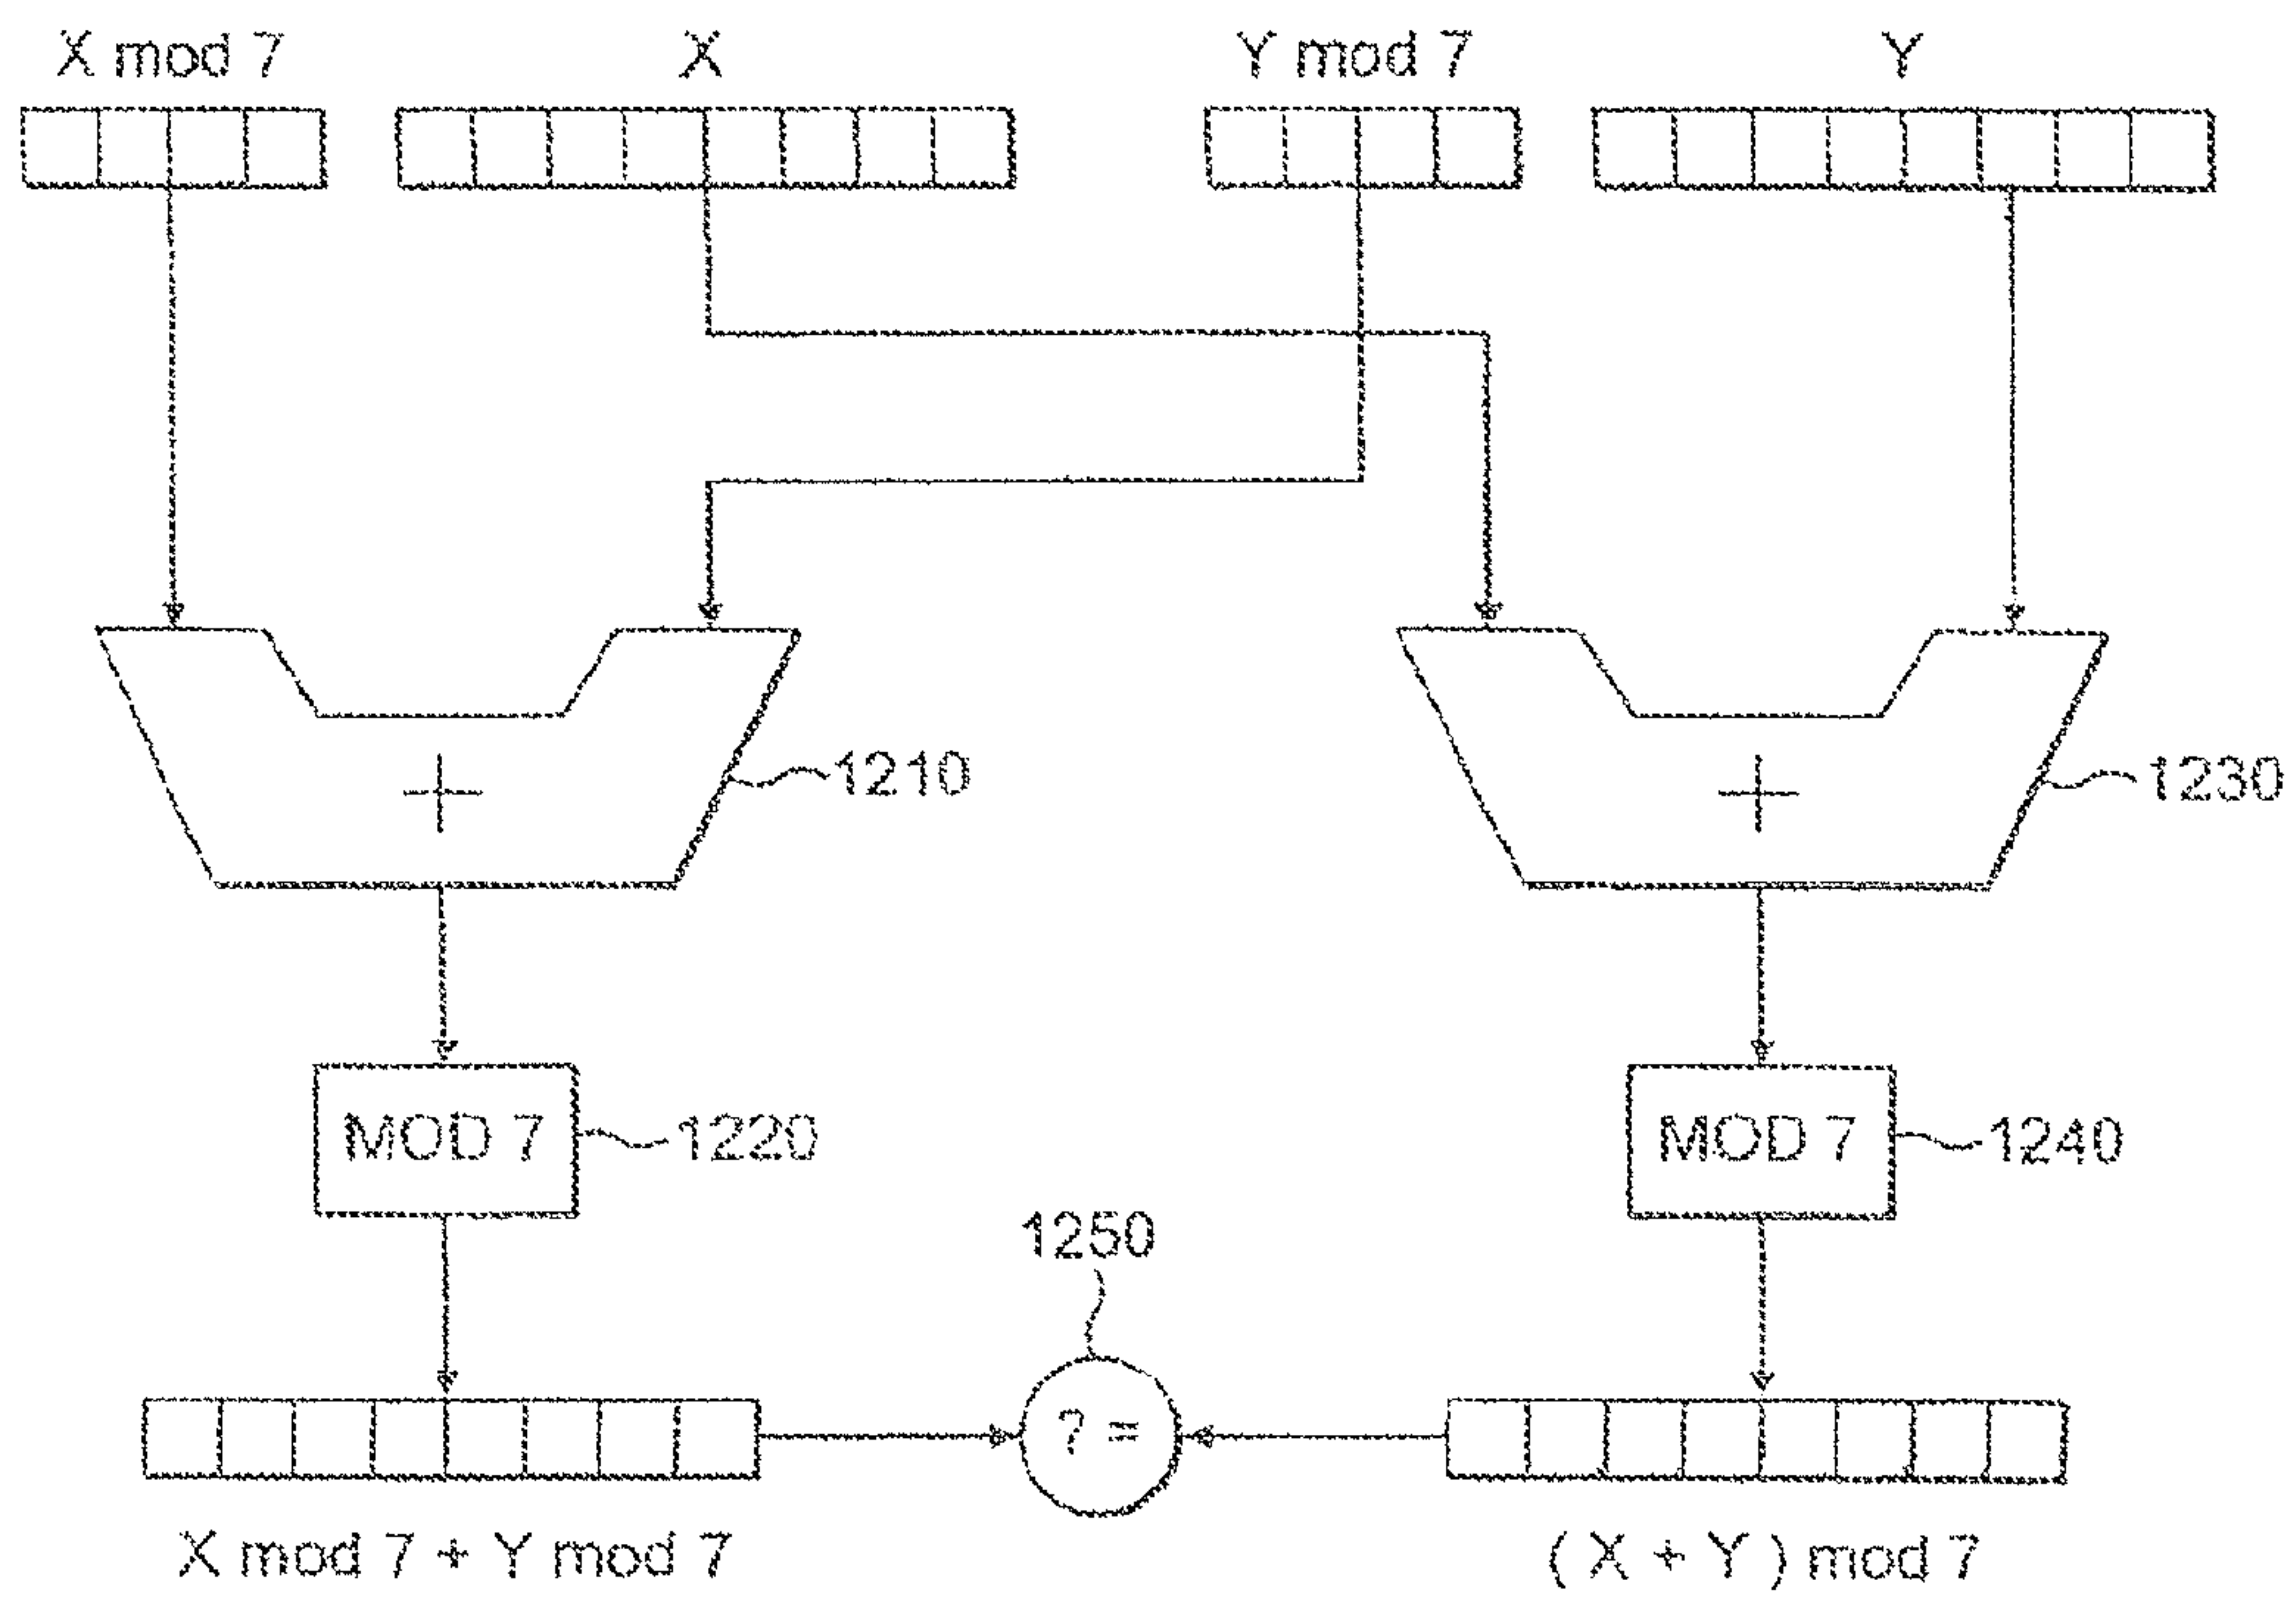 X mod 7
X
Y mod 7
Y
+
1210
+
1230
MOD 7
1220
MOD 7
1240
1250
? =
X mod 7 + Y mod 7
( X + Y ) mod 7